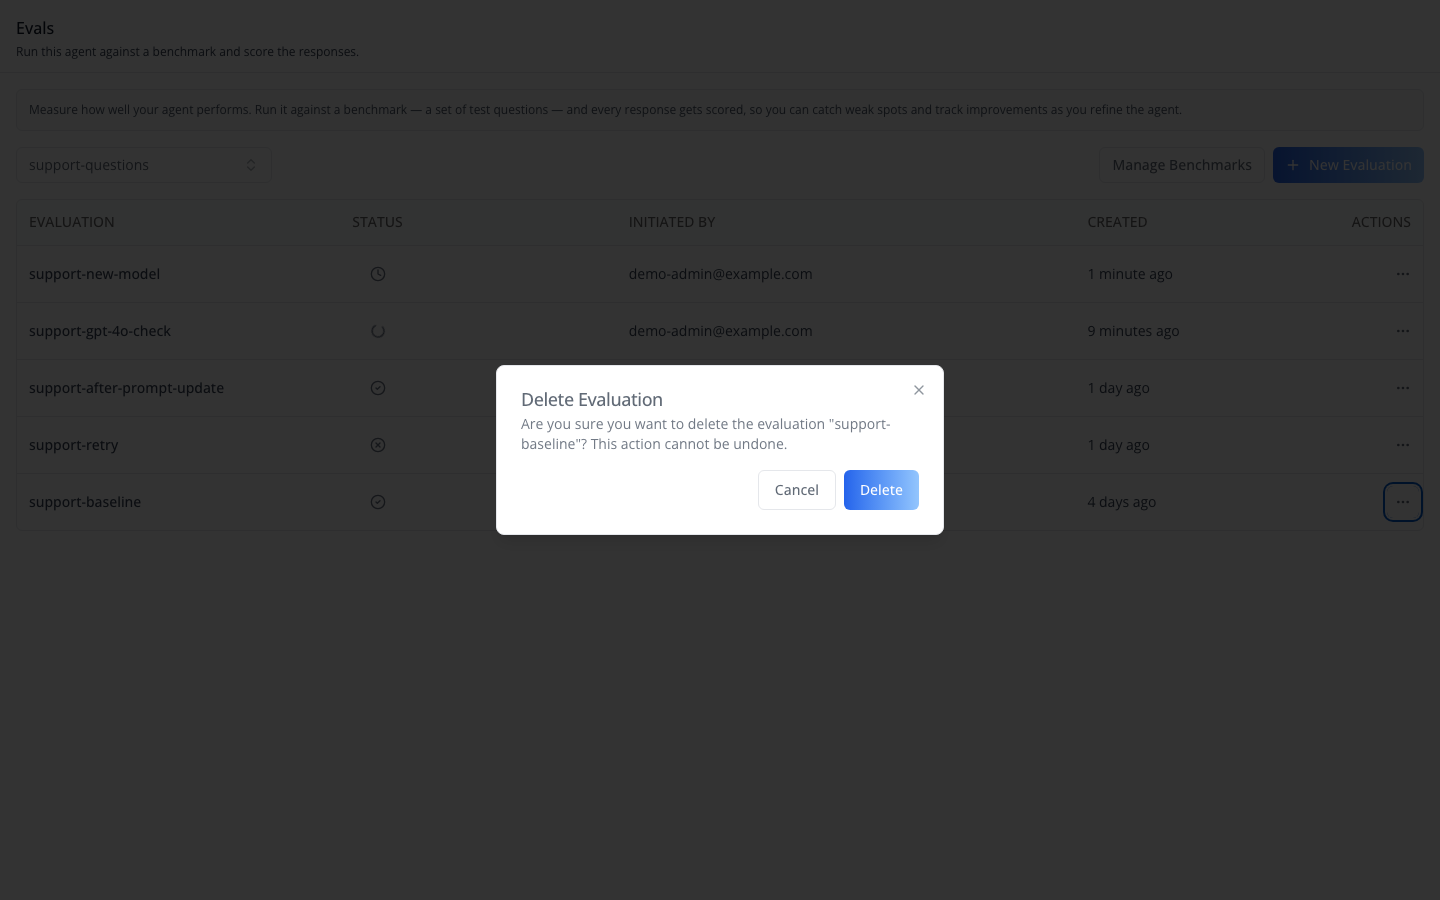 Evals
Run this agent against a benchmark and score the responses.
Measure how well your agent performs. Run it against a benchmark — a set of test questions — and every response gets scored, so you can catch weak spots and track improvements as you refine the agent.
support-questions
Manage Benchmarks
New Evaluation
EVALUATION STATUS INITIATED BY CREATED ACTIONS
support-new-model demo-admin@example.com 1 minute ago
support-gpt-4o-check demo-admin@example.com 9 minutes ago
support-after-prompt-update 1 day ago
support-retry 1 day ago
support-baseline 4 days ago
Delete Evaluation
Are you sure you want to delete the evaluation "support-
baseline"? This action cannot be undone.
Cancel
Delete